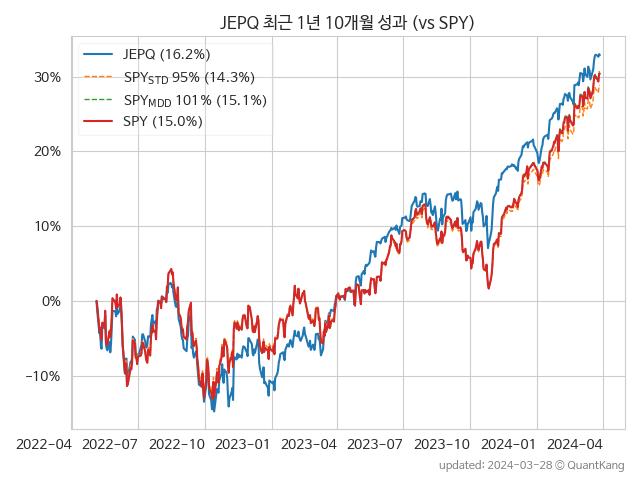 JEPQ 최근 1년 10개월 성과 (vs SPY)
JEPQ (16.2%)
SPYSTD 95% (14.3%)
SPYMDD 101% (15.1%)
SPY (15.0%)
30%
20%
10%
0%
−10%
2022−04 2022−07 2022−10 2023−01 2023−04 2023−07 2023−10 2024−01 2024−04
updated: 2024−03−28 © QuantKang